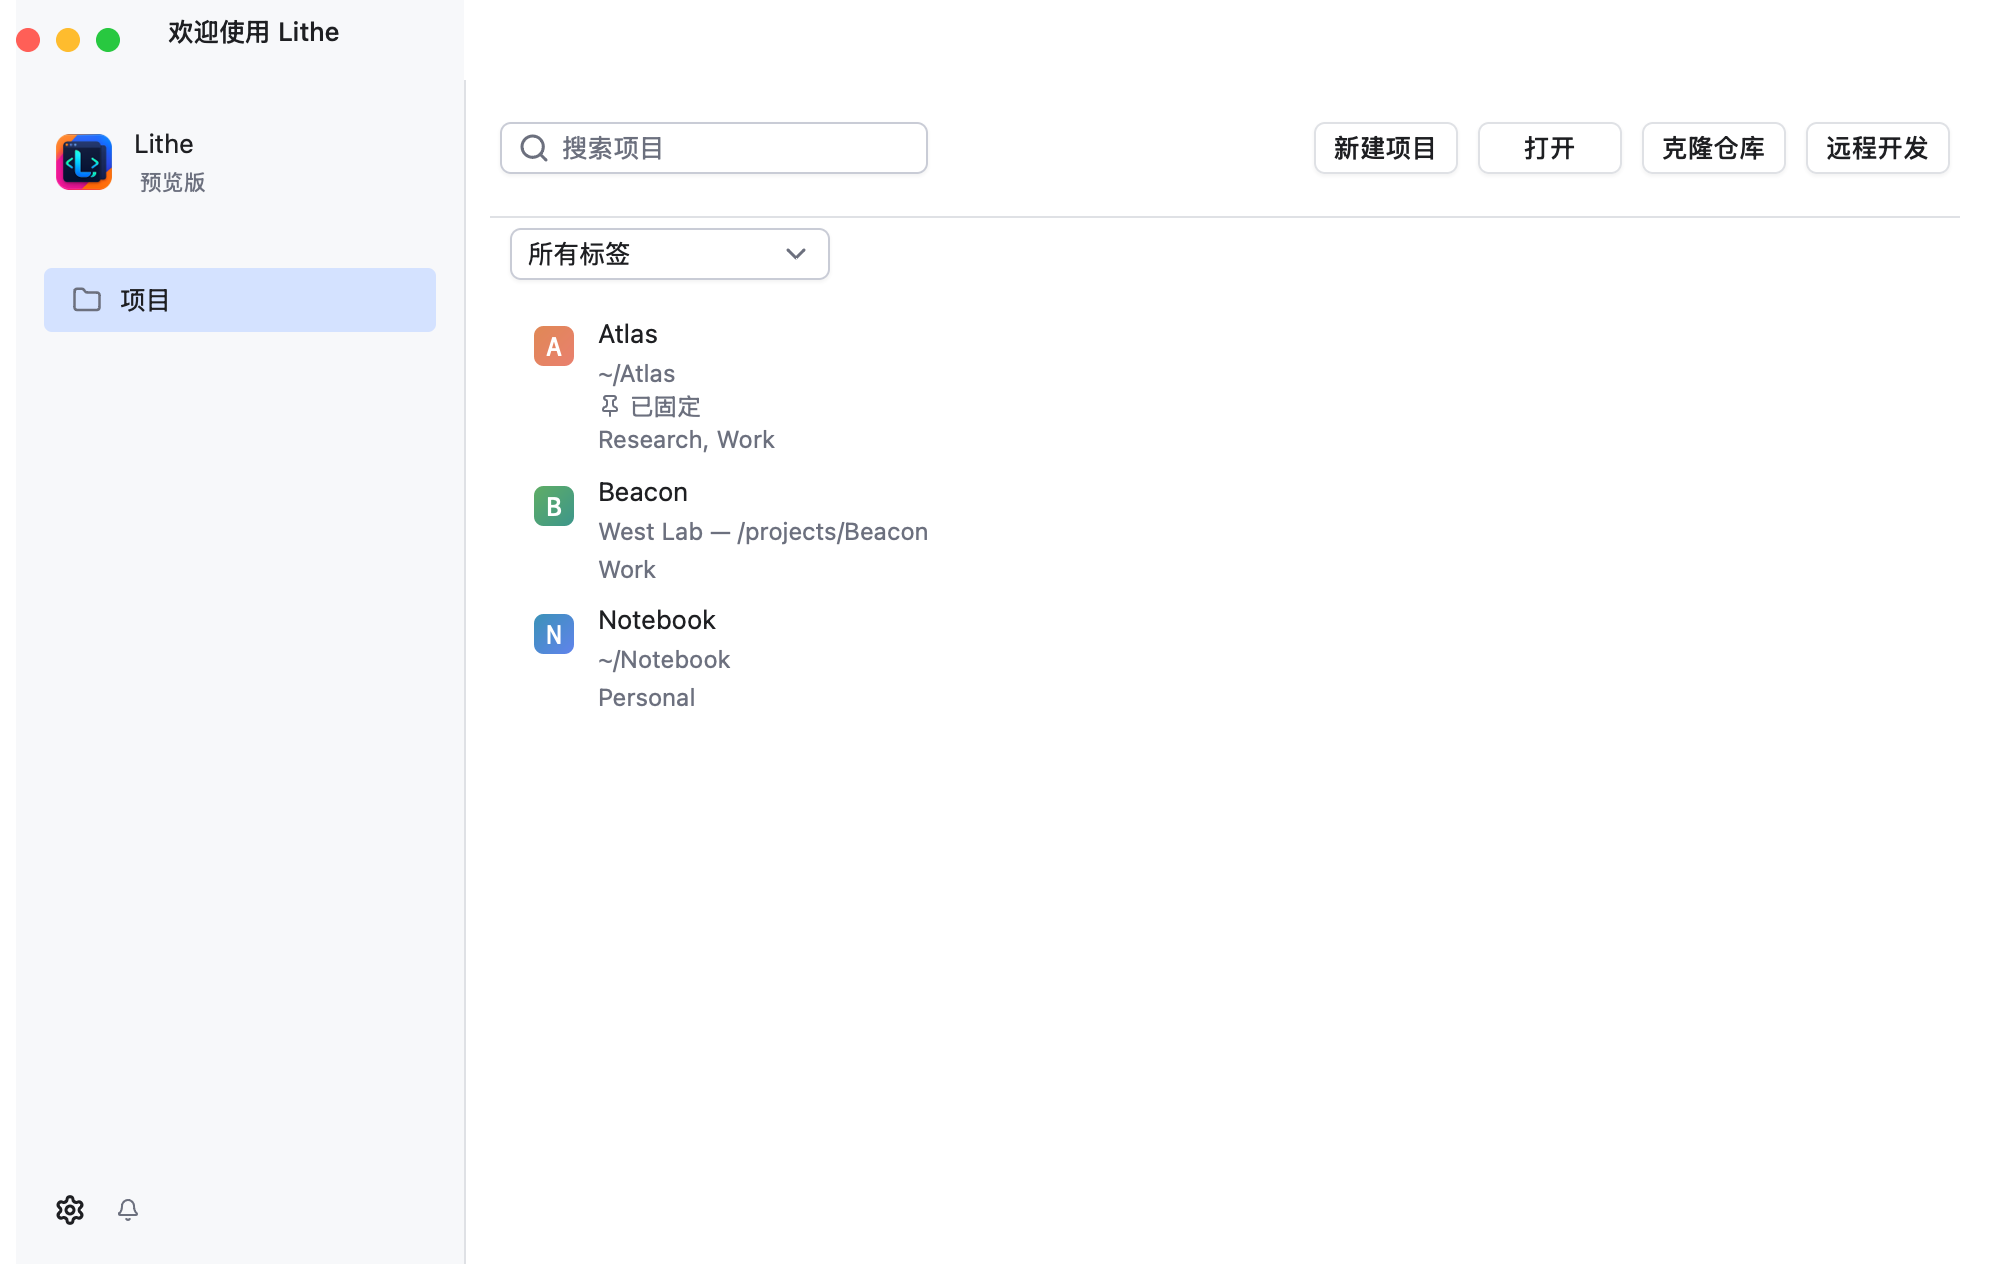 欢迎使用 Lithe
Lithe
预览版
项目
搜索项目
新建项目
打开
克隆仓库
远程开发
所有标签
A
Atlas
~/Atlas
已固定
Research, Work
B
Beacon
West Lab — /projects/Beacon
Work
N
Notebook
~/Notebook
Personal